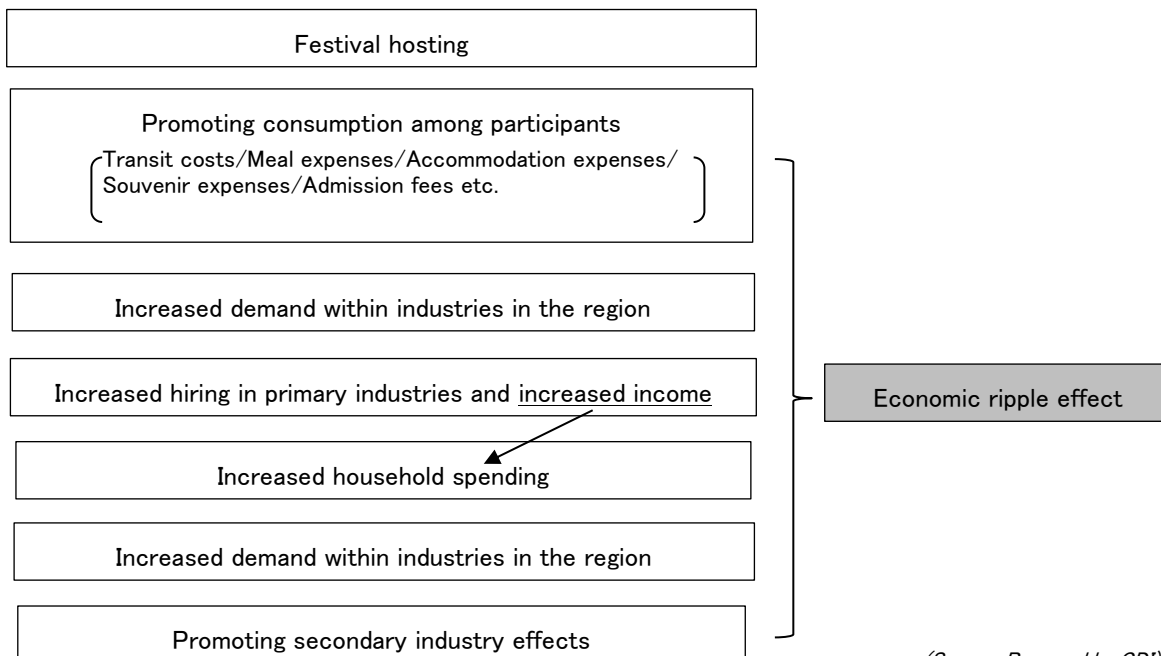 Festival hosting
Promoting consumption among participants
Transit costs/Meal expenses/Accommodation expenses/
Souvenir expenses/Admission fees etc.
Increased demand within industries in the region
Increased hiring in primary industries and increased income
Economic ripple effect
Increased household spending
Increased demand within industries in the region
Promoting secondary industry effects